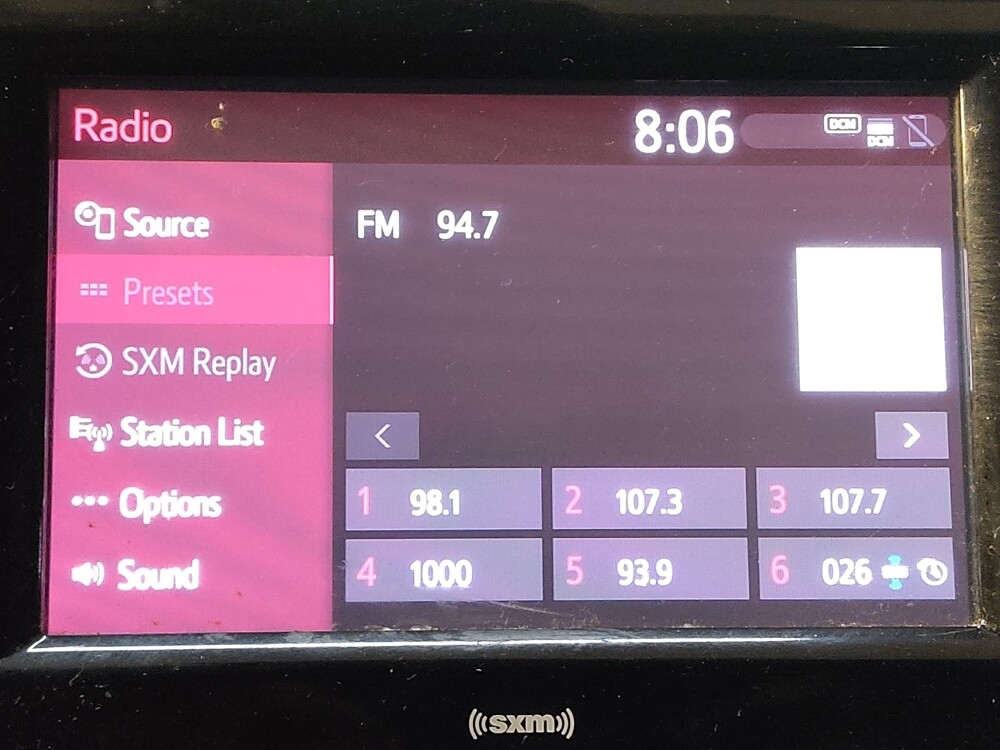 Radio 8:06 DCM DCM
Source
FM 94.7
Presets
SXM Replay
Station List
< >
Options
1 98.1 2 107.3 3 107.7
Sound
4 1000 5 93.9 6 026
((sxm))